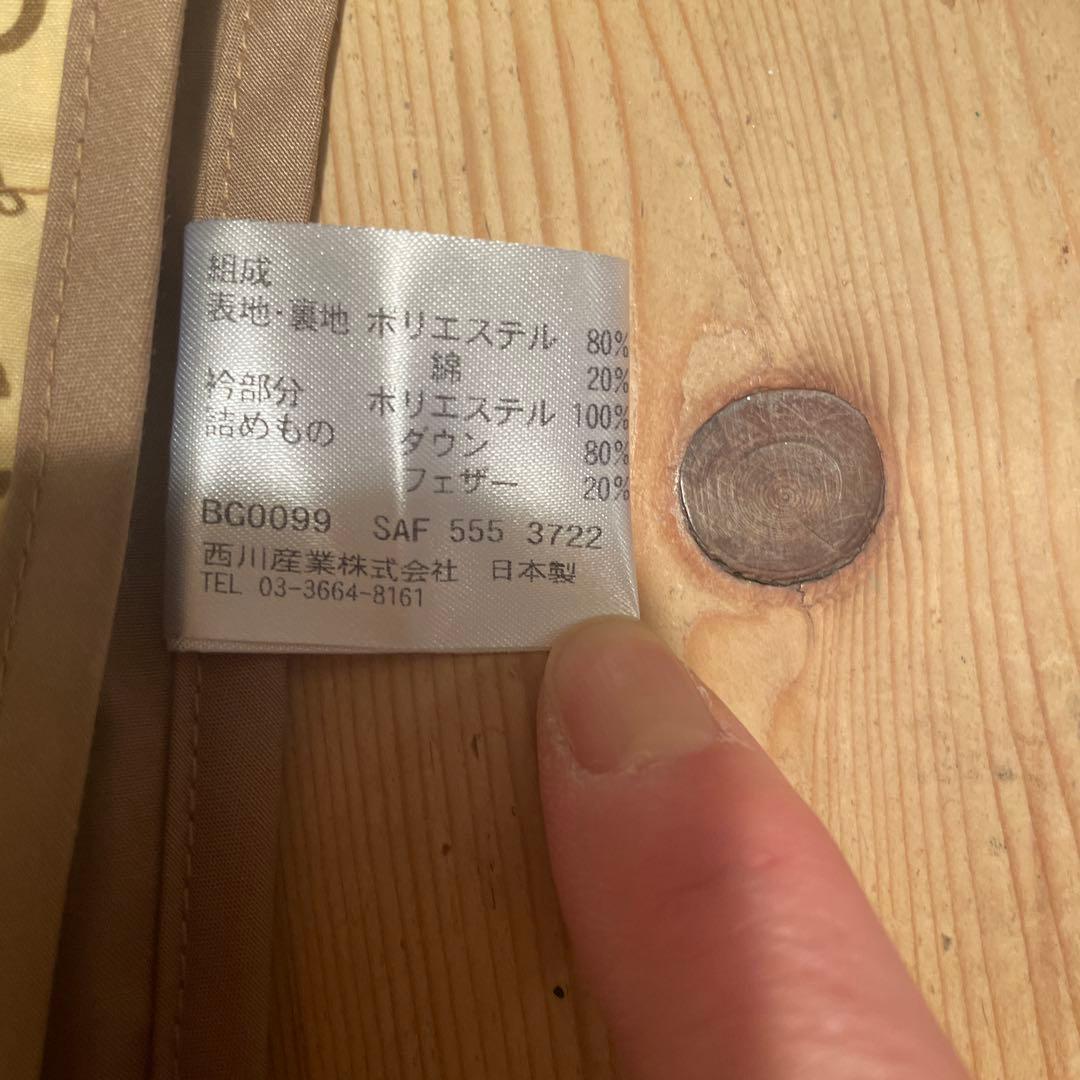 組成
表地・裏地 ポリエステル 80%
綿 20%
衿部分 ポリエステル 100%
詰めもの ダウン 80%
フェザー 20%
BG0099 SAF 555 3722
西川産業株式会社 日本製
TEL 03-3664-8161